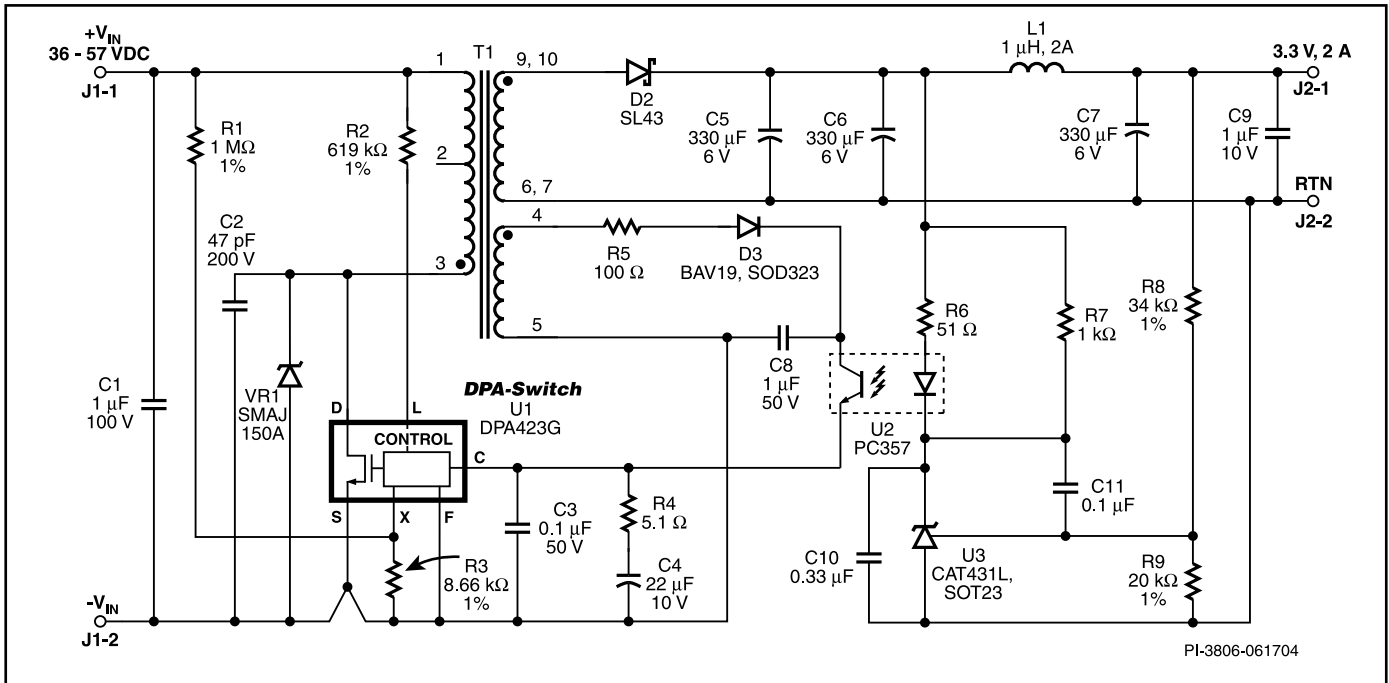 +VIN
36 - 57 VDC
J1-1
R1
1 MΩ
1%
R2
619 kΩ
1%
C2
47 pF
200 V
C1
1 µF
100 V
VR1
SMAJ
150A
1
2
3
T1
9, 10
6, 7
4
5
D2
SL43
C5
330 µF
6 V
C6
330 µF
6 V
L1
1 µH, 2A
C7
330 µF
6 V
C9
1 µF
10 V
3.3 V, 2 A
J2-1
RTN
J2-2
R5
100 Ω
D3
BAV19, SOD323
R6
51 Ω
R7
1 kΩ
R8
34 kΩ
1%
C8
1 µF
50 V
DPA-Switch
U1
DPA423G
D
L
CONTROL
C
S
X
F
U2
PC357
C3
0.1 µF
50 V
R4
5.1 Ω
C4
22 µF
10 V
R3
8.66 kΩ
1%
C10
0.33 µF
C11
0.1 µF
U3
CAT431L,
SOT23
R9
20 kΩ
1%
-VIN
J1-2
PI-3806-061704